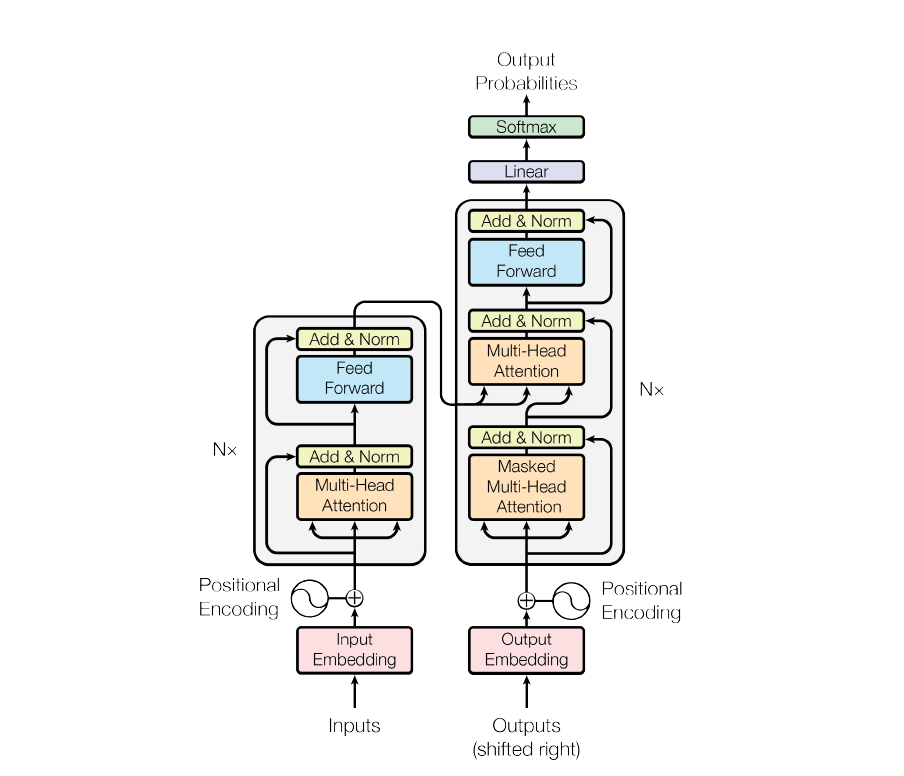 Output
Probabilities
Softmax
Linear
Add & Norm
Feed
Forward
Add & Norm
Multi-Head
Attention
Add & Norm
Masked
Multi-Head
Attention
Nx
Add & Norm
Feed
Forward
Add & Norm
Multi-Head
Attention
Nx
Positional
Encoding
Positional
Encoding
Input
Embedding
Output
Embedding
Inputs
Outputs
(shifted right)